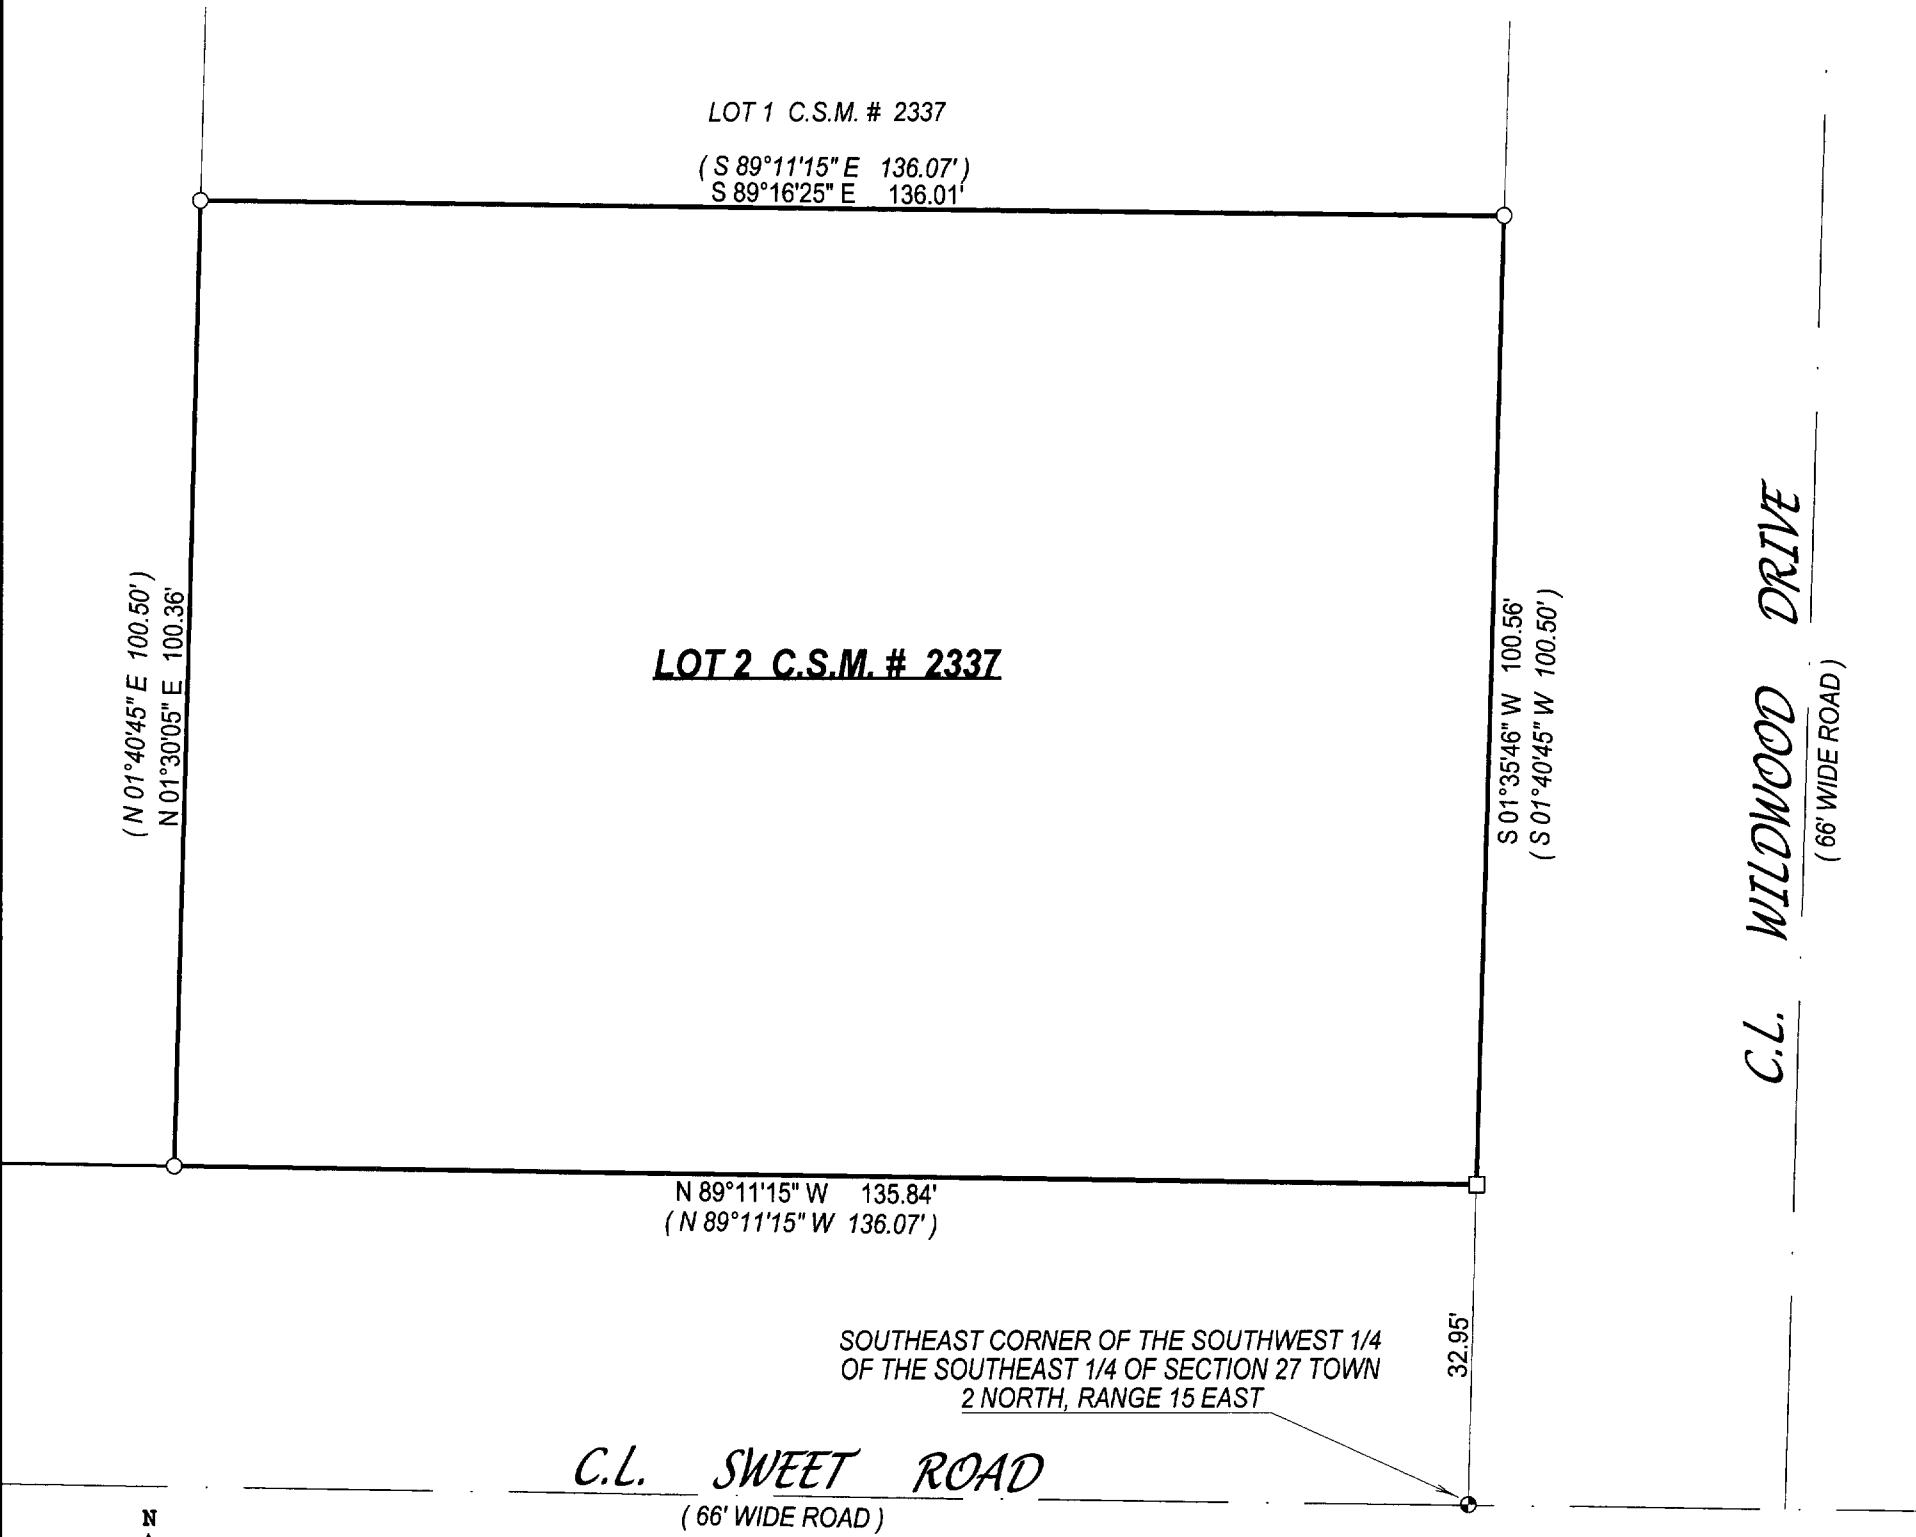 LOT 1 C.S.M. # 2337
( S 89°11'15" E 136.07' )
S 89°16'25" E 136.01'
( N 01°40'45" E 100.50' )
N 01°30'05" E 100.36'
LOT 2 C.S.M. # 2337
S 01°35'46" W 100.56'
( S 01°40'45" W 100.50' )
C.L. WILDWOOD DRIVE
( 66' WIDE ROAD )
N 89°11'15" W 135.84'
( N 89°11'15" W 136.07' )
32.95'
SOUTHEAST CORNER OF THE SOUTHWEST 1/4
OF THE SOUTHEAST 1/4 OF SECTION 27 TOWN
2 NORTH, RANGE 15 EAST
C.L. SWEET ROAD
( 66' WIDE ROAD )
N